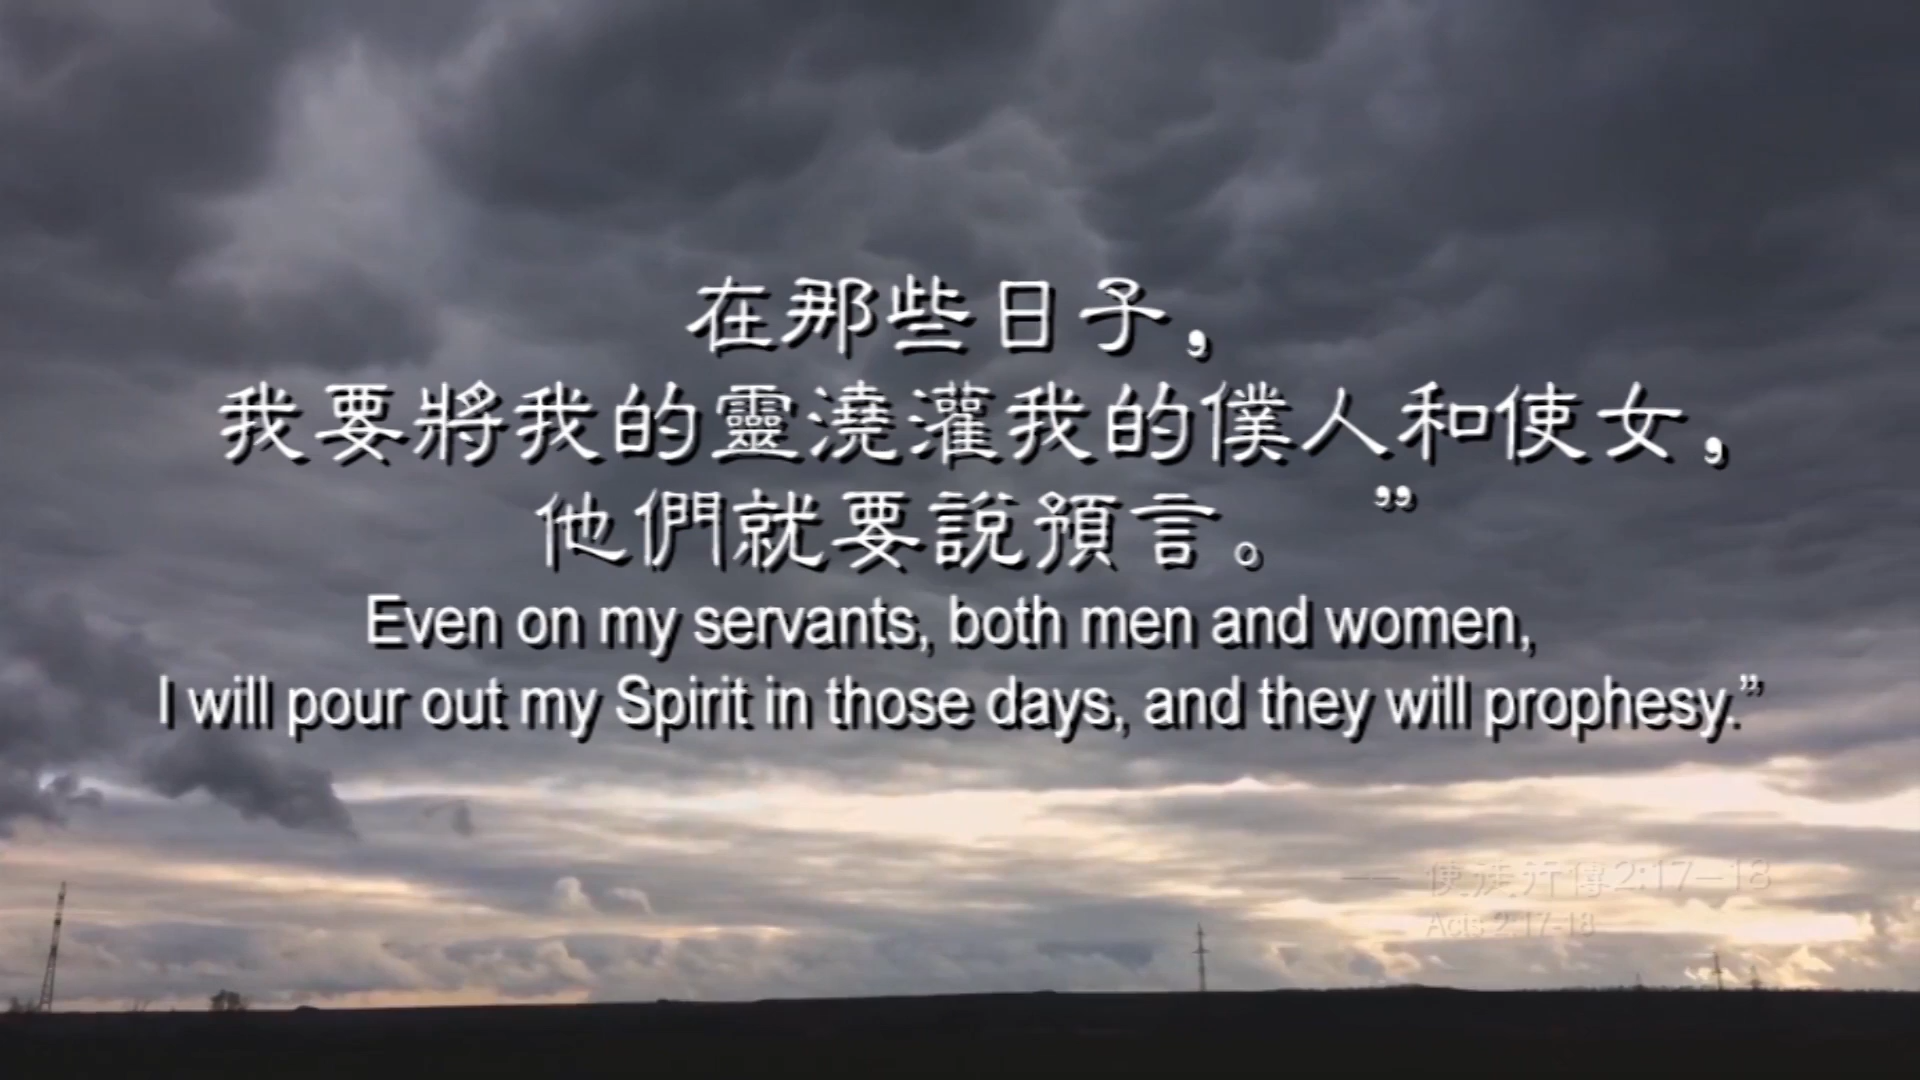 在那些日子，
我要將我的靈澆灌我的僕人和使女，
他們就要說預言。”
Even on my servants, both men and women,
I will pour out my Spirit in those days, and they will prophesy.”
—— 使徒行傳2:17–18
Acts 2:17-18